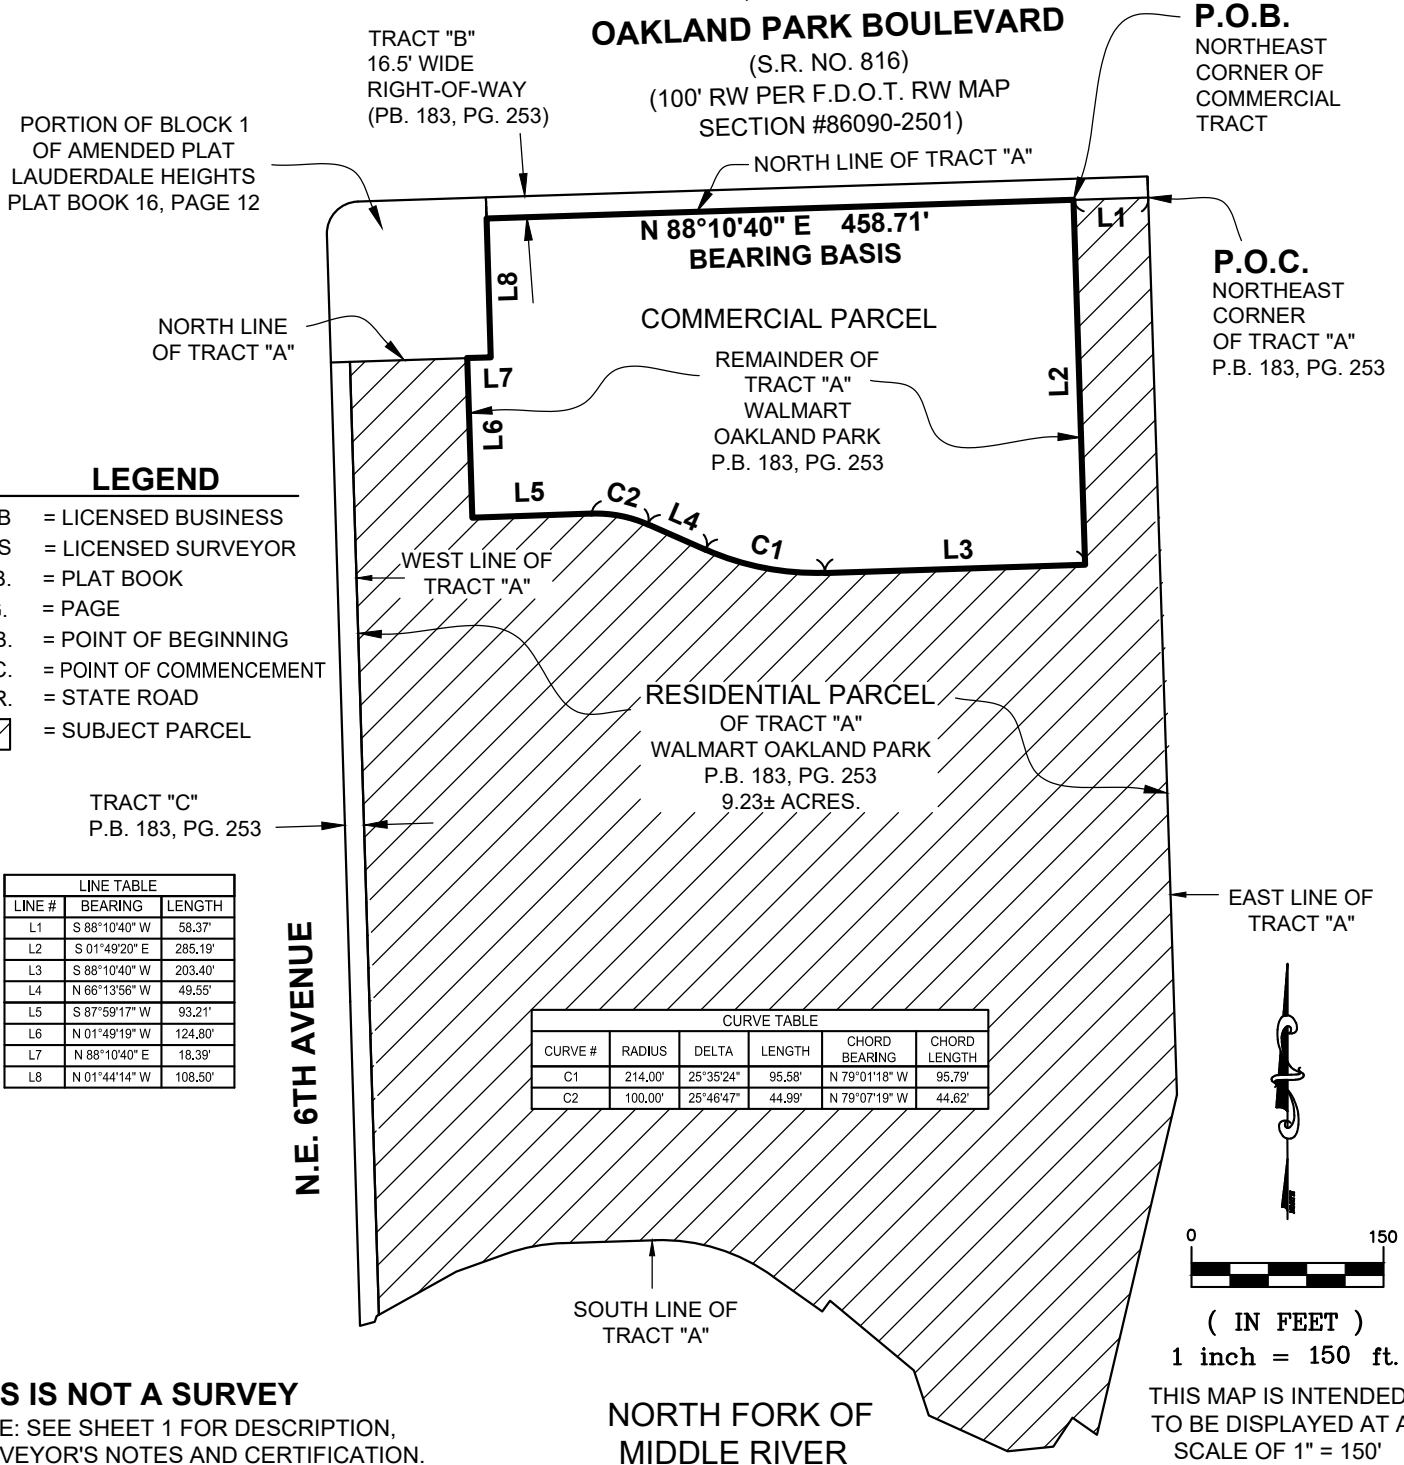 OAKLAND PARK BOULEVARD
(S.R. NO. 816)
(100' RW PER F.D.O.T. RW MAP
SECTION #86090-2501)
TRACT "B"
16.5' WIDE
RIGHT-OF-WAY
(PB. 183, PG. 253)
P.O.B.
NORTHEAST
CORNER OF
COMMERCIAL
TRACT
PORTION OF BLOCK 1
OF AMENDED PLAT
LAUDERDALE HEIGHTS
PLAT BOOK 16, PAGE 12
NORTH LINE OF TRACT "A"
N 88°10'40" E 458.71'
BEARING BASIS
L1
P.O.C.
NORTHEAST
CORNER
OF TRACT "A"
P.B. 183, PG. 253
L8
COMMERCIAL PARCEL
NORTH LINE
OF TRACT "A"
REMAINDER OF
TRACT "A"
WALMART
OAKLAND PARK
P.B. 183, PG. 253
L7
L2
L6
L5
C2
L4
C1
L3
LEGEND
B = LICENSED BUSINESS
S = LICENSED SURVEYOR
B. = PLAT BOOK
G. = PAGE
B. = POINT OF BEGINNING
C. = POINT OF COMMENCEMENT
R. = STATE ROAD
= SUBJECT PARCEL
WEST LINE OF
TRACT "A"
RESIDENTIAL PARCEL
OF TRACT "A"
WALMART OAKLAND PARK
P.B. 183, PG. 253
9.23± ACRES.
TRACT "C"
P.B. 183, PG. 253
LINE TABLE
LINE # BEARING LENGTH
L1 S 88°10'40" W 58.37'
L2 S 01°49'20" E 285.19'
L3 S 88°10'40" W 203.40'
L4 N 66°13'56" W 49.55'
L5 S 87°59'17" W 93.21'
L6 N 01°49'19" W 124.80'
L7 N 88°10'40" E 18.39'
L8 N 01°44'14" W 108.50'
N.E. 6TH AVENUE
EAST LINE OF
TRACT "A"
CURVE TABLE
CURVE # RADIUS DELTA LENGTH CHORD BEARING CHORD LENGTH
C1 214.00' 25°35'24" 95.58' N 79°01'18" W 95.79'
C2 100.00' 25°46'47" 44.99' N 79°07'19" W 44.62'
SOUTH LINE OF
TRACT "A"
0 150
( IN FEET )
1 inch = 150 ft.
THIS MAP IS INTENDED
TO BE DISPLAYED AT A
SCALE OF 1" = 150'
S IS NOT A SURVEY
E: SEE SHEET 1 FOR DESCRIPTION,
VEYOR'S NOTES AND CERTIFICATION.
NORTH FORK OF
MIDDLE RIVER